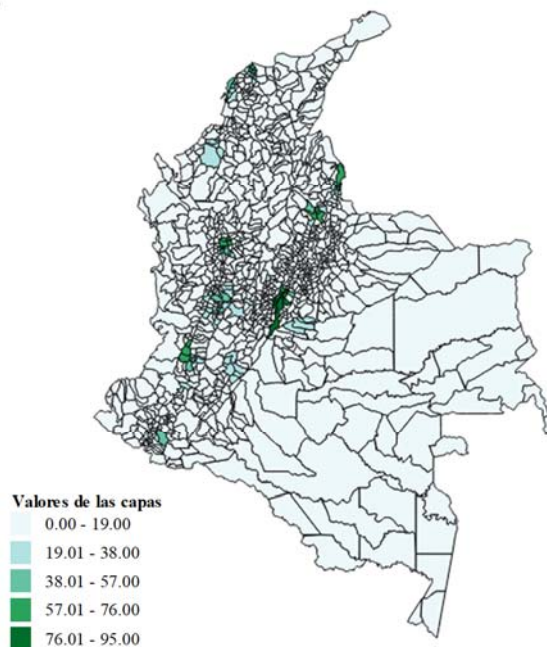 Valores de las capas
0.00 - 19.00
19.01 - 38.00
38.01 - 57.00
57.01 - 76.00
76.01 - 95.00